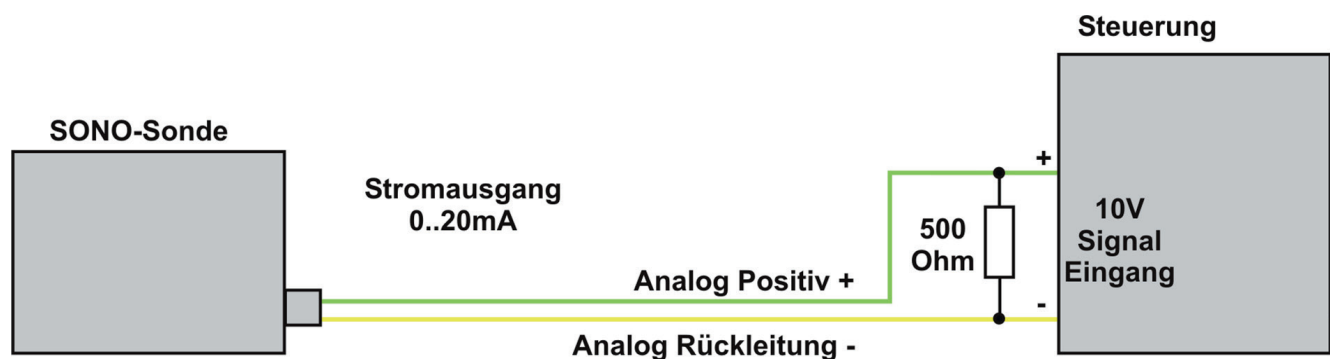 Steuerung
SONO-Sonde
Stromausgang
0..20mA
+
500
Ohm
10V
Signal
Eingang
Analog Positiv +
-
Analog Rückleitung -